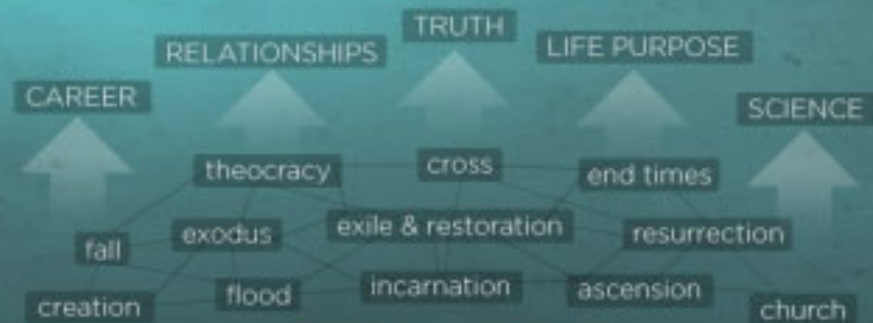 TRUTH
RELATIONSHIPS
LIFE PURPOSE
CAREER
SCIENCE
theocracy
cross
end times
fall
exodus
exile & restoration
resurrection
creation
flood
incarnation
ascension
church